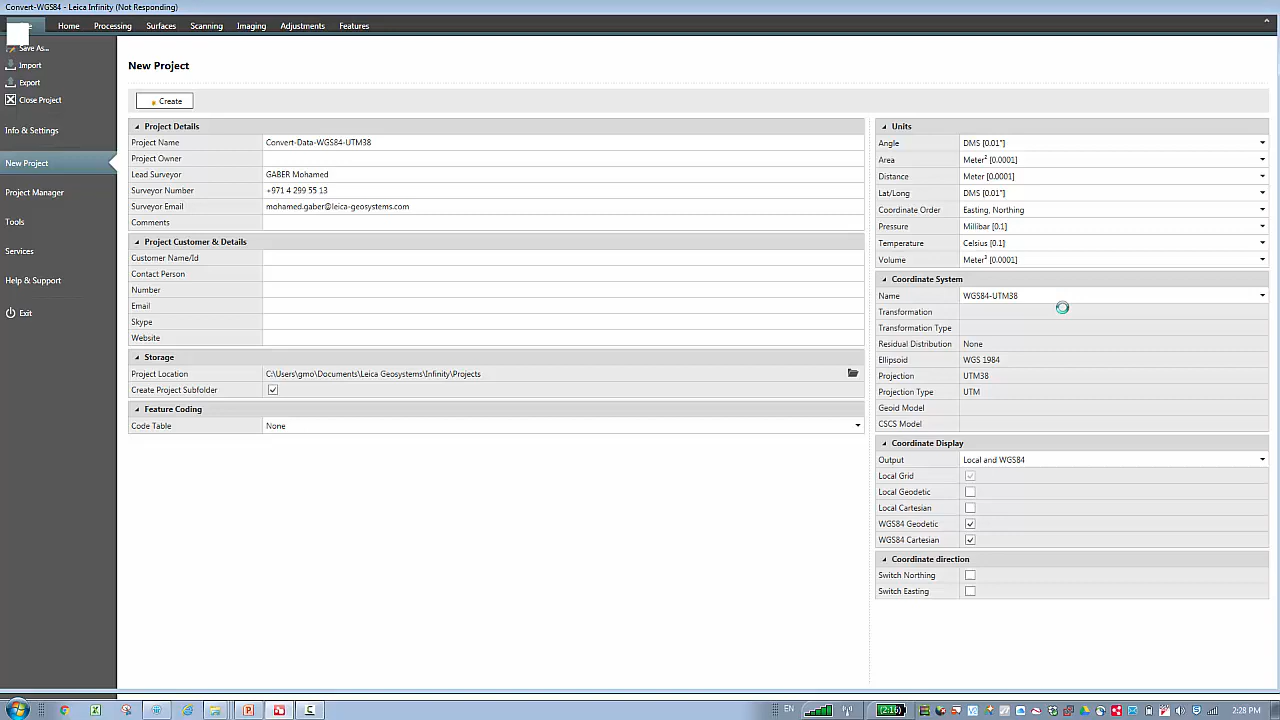 Convert-WGS84 - Leica Infinity (Not Responding)
Home Processing Surfaces Scanning Imaging Adjustments Features
Save As...
Import
Export
Close Project
Info & Settings
New Project
Project Manager
Tools
Services
Help & Support
Exit
New Project
Create
Project Details
Project Name Convert-Data-WGS84-UTM38
Project Owner
Lead Surveyor GABER Mohamed
Surveyor Number +971 4 299 55 13
Surveyor Email mohamed.gaber@leica-geosystems.com
Comments
Project Customer & Details
Customer Name/Id
Contact Person
Number
Email
Skype
Website
Storage
Project Location C:\Users\gmo\Documents\Leica Geosystems\Infinity\Projects
Create Project Subfolder
Feature Coding
Code Table None
Units
Angle DMS [0.01"]
Area Meter² [0.0001]
Distance Meter [0.0001]
Lat/Long DMS [0.01"]
Coordinate Order Easting, Northing
Pressure Millibar [0.1]
Temperature Celsius [0.1]
Volume Meter³ [0.0001]
Coordinate System
Name WGS84-UTM38
Transformation
Transformation Type
Residual Distribution None
Ellipsoid WGS 1984
Projection UTM38
Projection Type UTM
Geoid Model
CSCS Model
Coordinate Display
Output Local and WGS84
Local Grid
Local Geodetic
Local Cartesian
WGS84 Geodetic
WGS84 Cartesian
Coordinate direction
Switch Northing
Switch Easting
EN (2:16) 2:28 PM